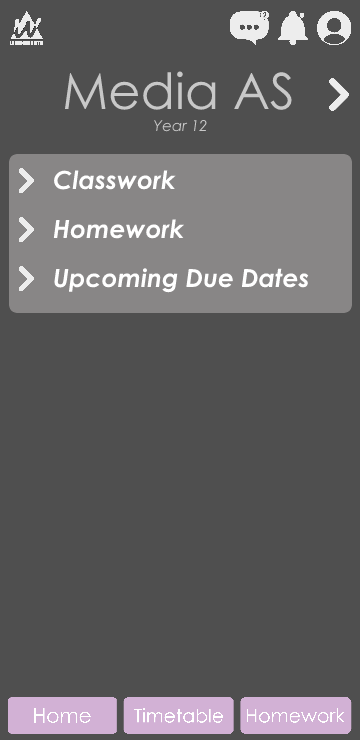 Media AS
Year 12
Classwork
Homework
Upcoming Due Dates
Home
Timetable
Homework